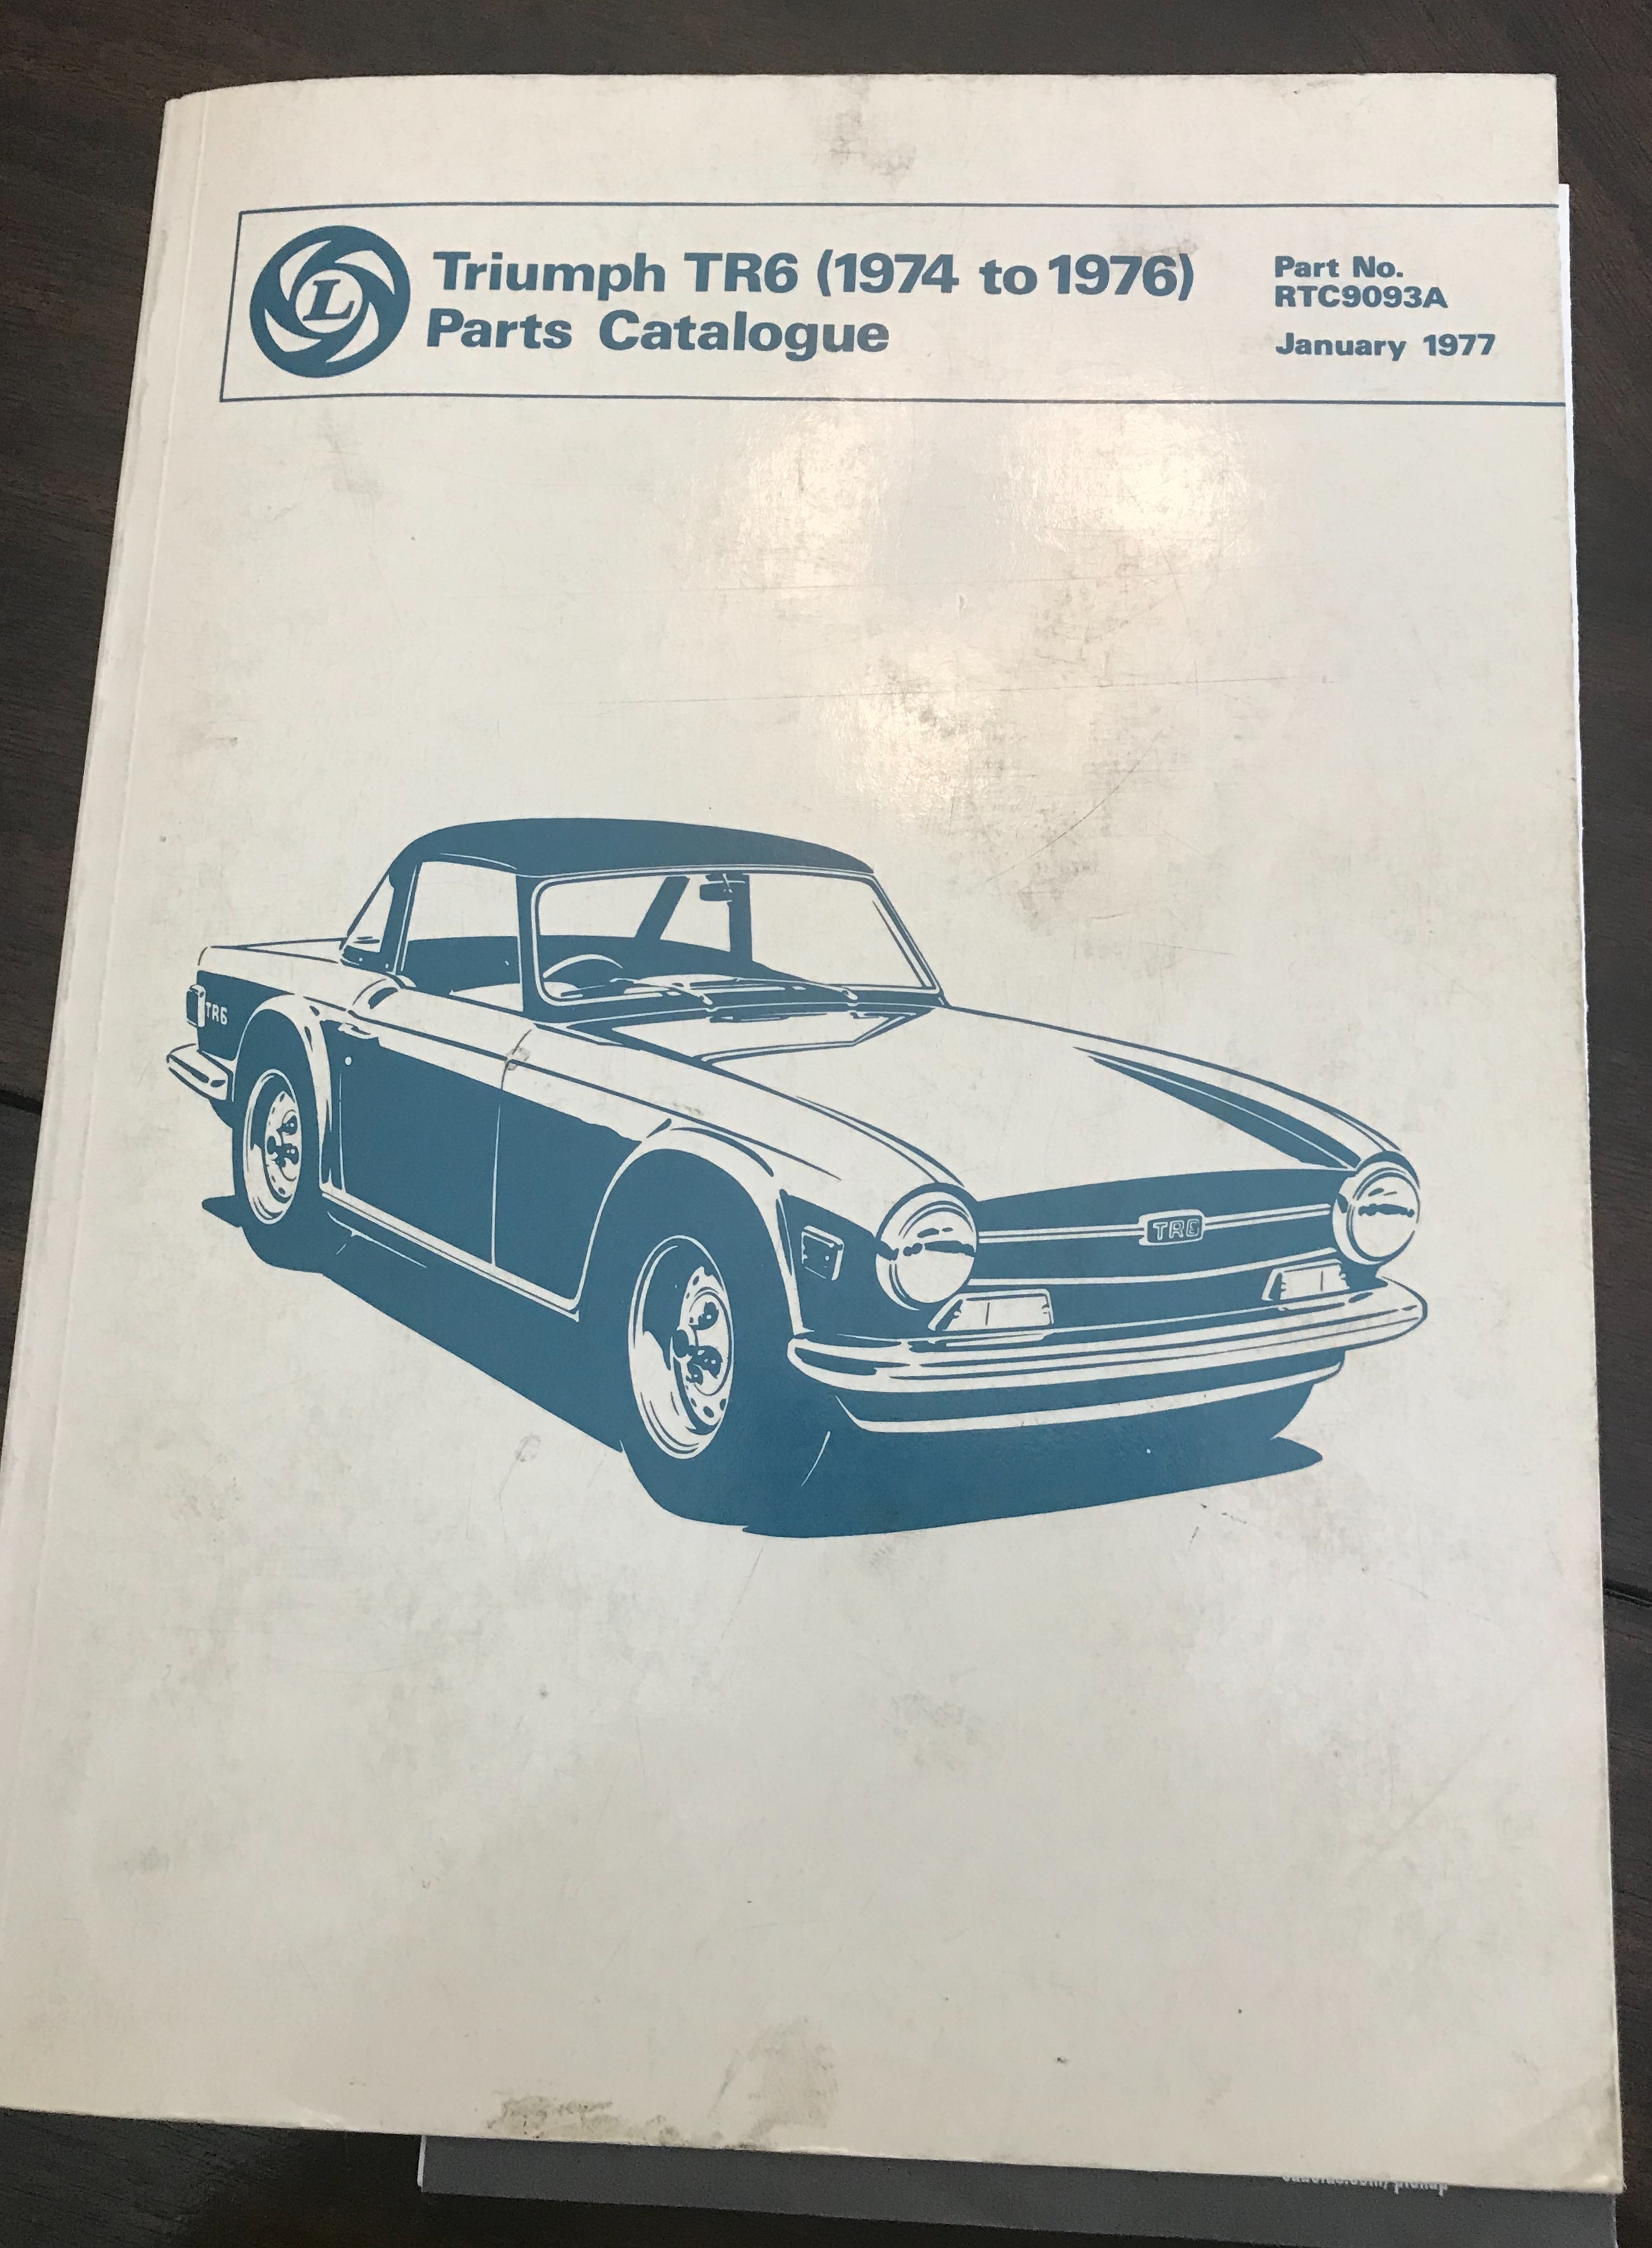 L
Triumph TR6 (1974 to 1976)
Parts Catalogue
Part No.
RTC9093A
January 1977
TR6
TR6